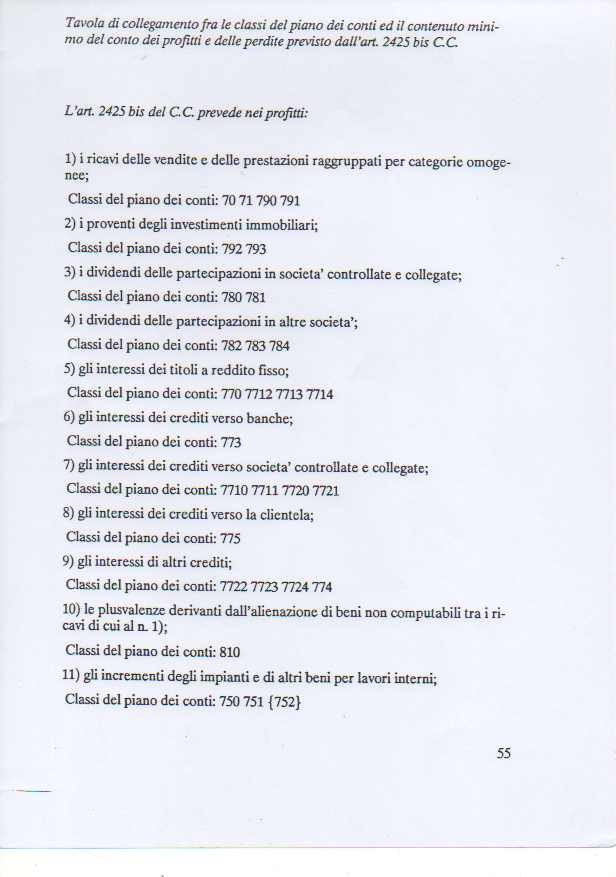 Tavola di collegamento fra le classi del piano dei conti ed il contenuto mini-
mo del conto dei profitti e delle perdite previsto dall'art. 2425 bis C.C.
L'art. 2425 bis del C.C. prevede nei profitti:
1) i ricavi delle vendite e delle prestazioni raggruppati per categorie omoge-
nee;
Classi del piano dei conti: 70 71 790 791
2) i proventi degli investimenti immobiliari;
Classi del piano dei conti: 792 793
3) i dividendi delle partecipazioni in societa' controllate e collegate;
Classi del piano dei conti: 780 781
4) i dividendi delle partecipazioni in altre societa';
Classi del piano dei conti: 782 783 784
5) gli interessi dei titoli a reddito fisso;
Classi del piano dei conti: 770 7712 7713 7714
6) gli interessi dei crediti verso banche;
Classi del piano dei conti: 773
7) gli interessi dei crediti verso societa' controllate e collegate;
Classi del piano dei conti: 7710 7711 7720 7721
8) gli interessi dei crediti verso la clientela;
Classi del piano dei conti: 775
9) gli interessi di altri crediti;
Classi del piano dei conti: 7722 7723 7724 774
10) le plusvalenze derivanti dall'alienazione di beni non computabili tra i ri-
cavi di cui al n. 1);
Classi del piano dei conti: 810
11) gli incrementi degli impianti e di altri beni per lavori interni;
Classi del piano dei conti: 750 751 {752}
55